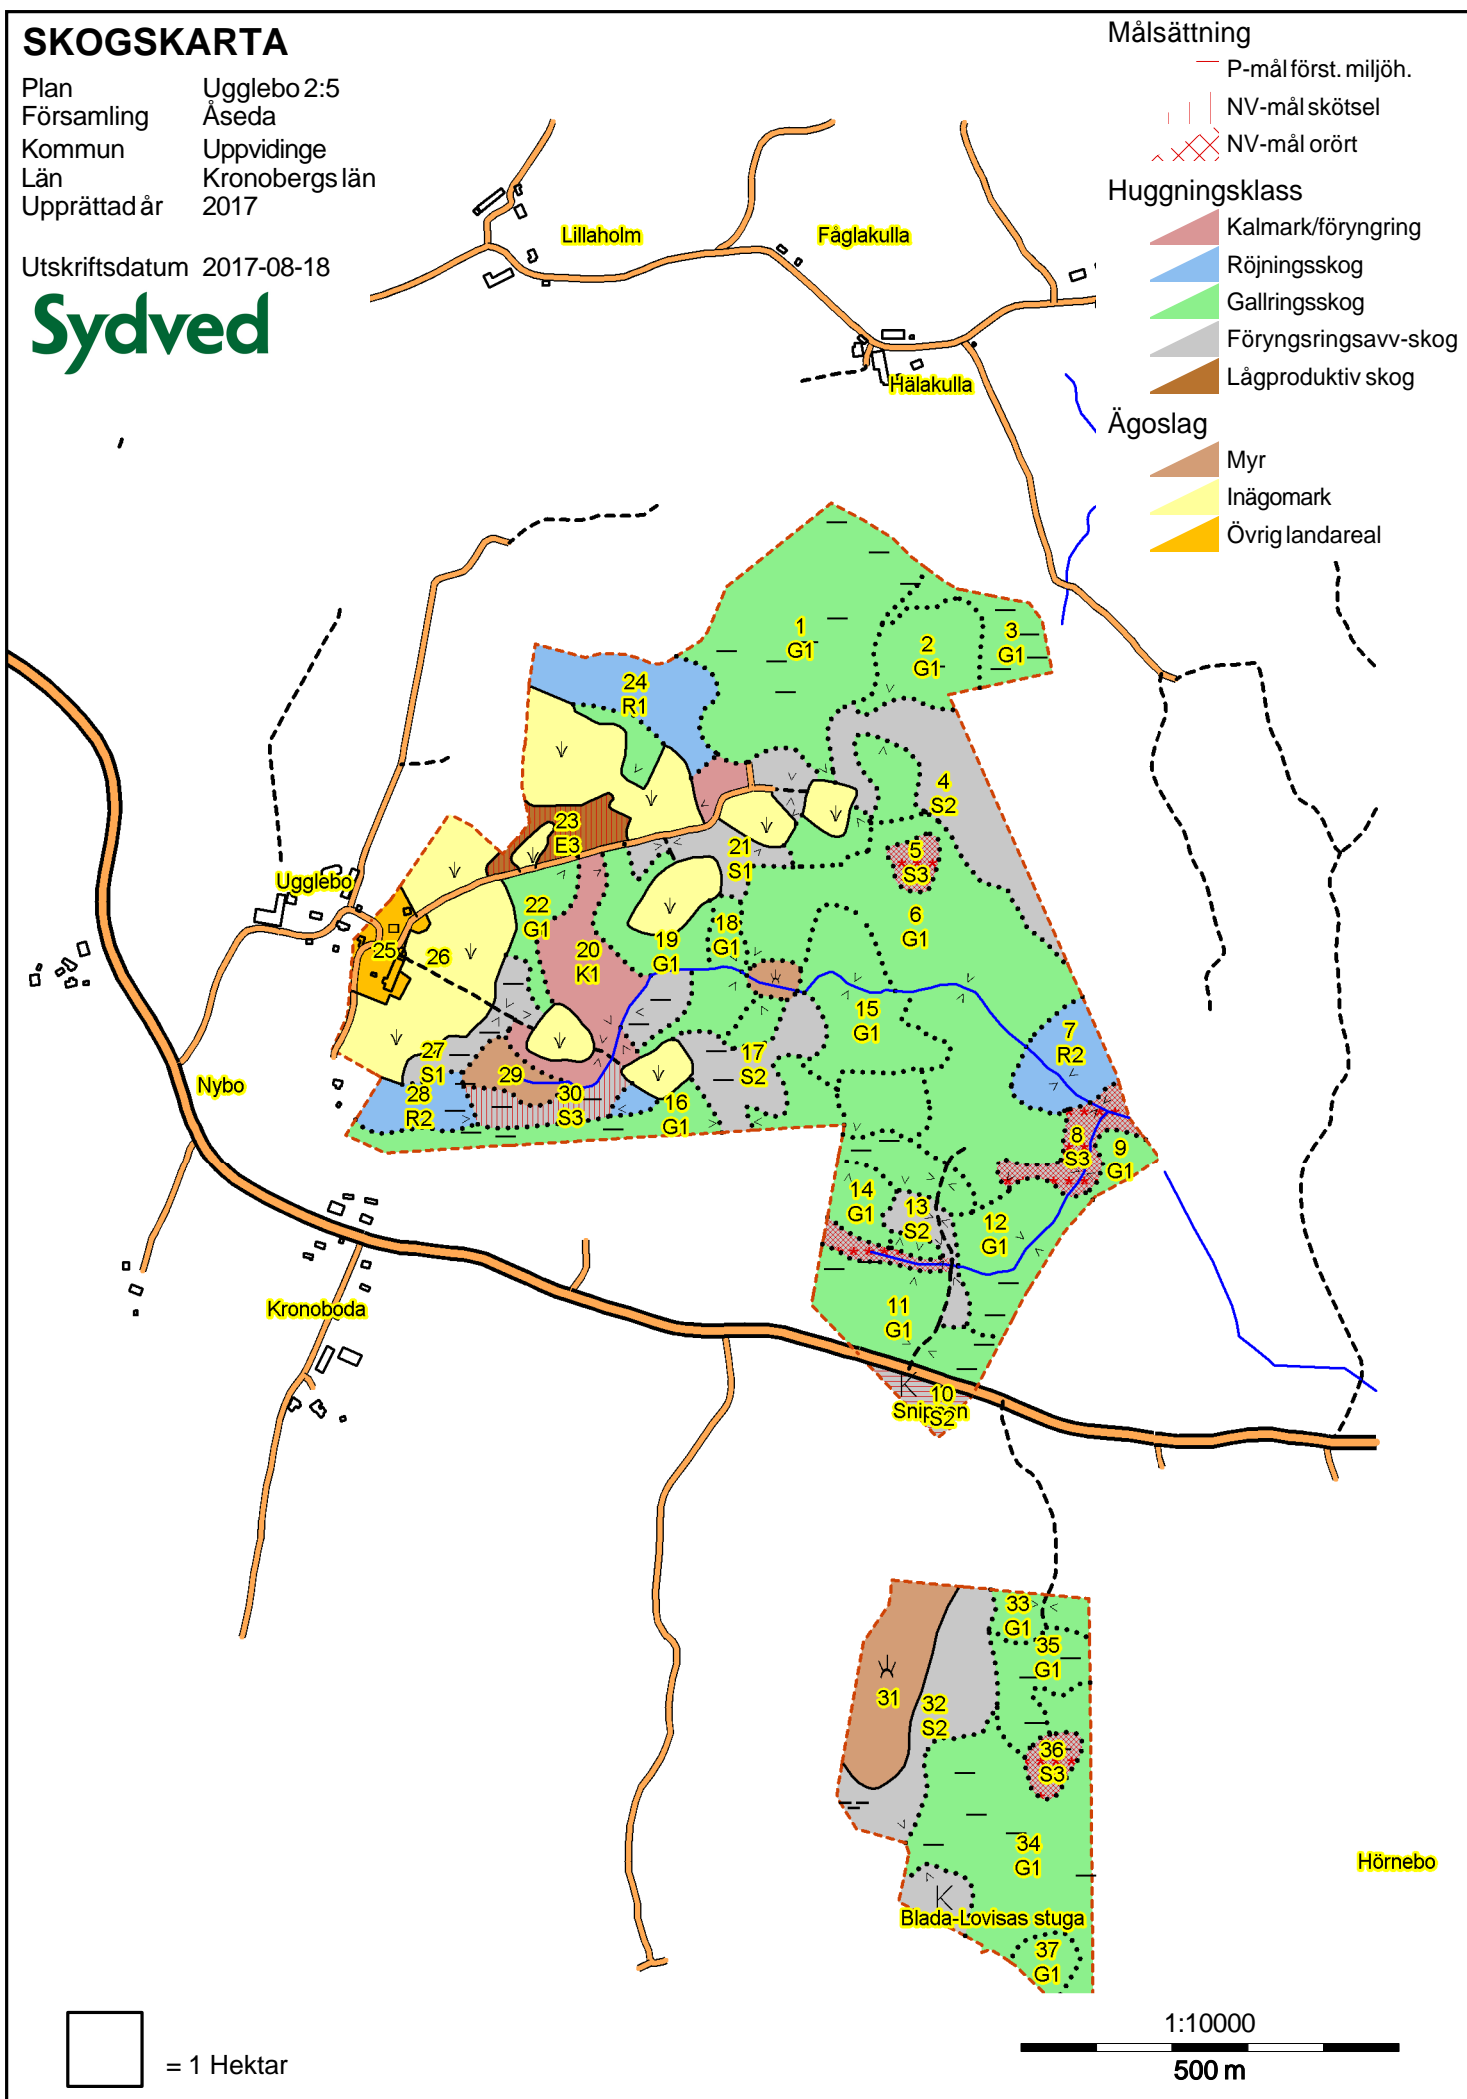 SKOGSKARTA
Plan Ugglebo 2:5
Församling Åseda
Kommun Uppvidinge
Län Kronobergs län
Upprättad år 2017
Utskriftsdatum 2017-08-18
Sydved
Målsättning
P-mål först. miljöh.
NV-mål skötsel
NV-mål orört
Huggningsklass
Kalmark/föryngring
Röjningsskog
Gallringsskog
Föryngsringsavv-skog
Lågproduktiv skog
Ägoslag
Myr
Inägomark
Övrig landareal
Lillaholm
Fåglakulla
Hälakulla
1
G1
2
G1
3
G1
24
R1
4
S2
23
E3
21
S1
5
S3
Ugglebo
22
G1
6
G1
18
G1
19
G1
20
K1
25
26
15
G1
7
R2
17
S2
27
S1
29
Nybo
28
R2
30
S3
16
G1
8
S3
9
G1
14
G1
13
S2
12
G1
11
G1
Kronoboda
K
10
S2
33
G1
35
G1
31
32
S2
36
S3
34
G1
Hörnebo
K
Blada-Lovisas stuga
37
G1
= 1 Hektar
1:10000
500 m